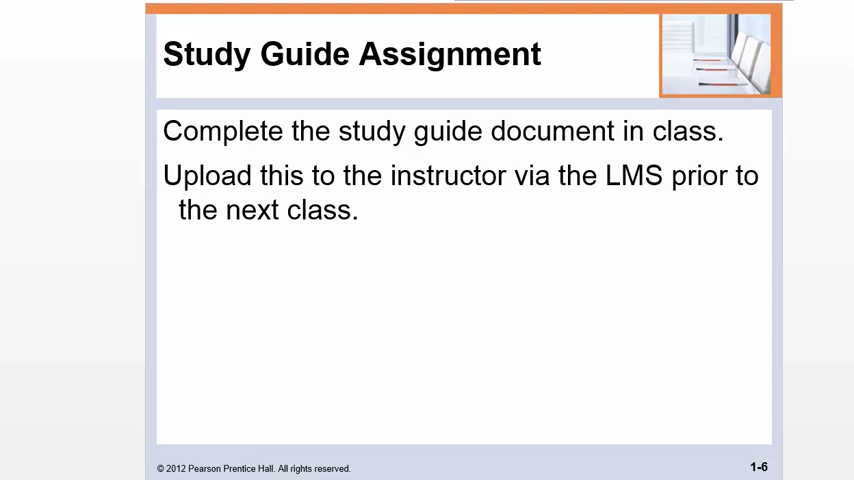 Study Guide Assignment
Complete the study guide document in class.
Upload this to the instructor via the LMS prior to
the next class.
© 2012 Pearson Prentice Hall. All rights reserved.
1-6